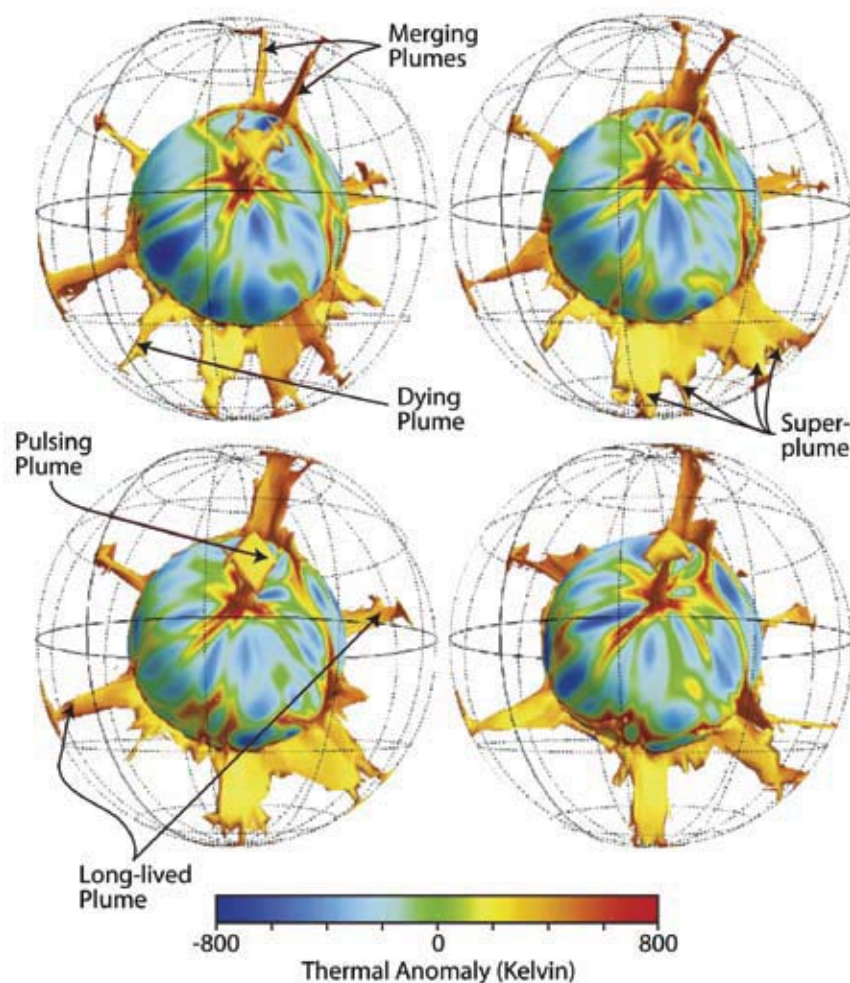 Merging
Plumes
Dying
Plume
Super-
plume
Pulsing
Plume
Long-lived
Plume
-800
0
800
Thermal Anomaly (Kelvin)